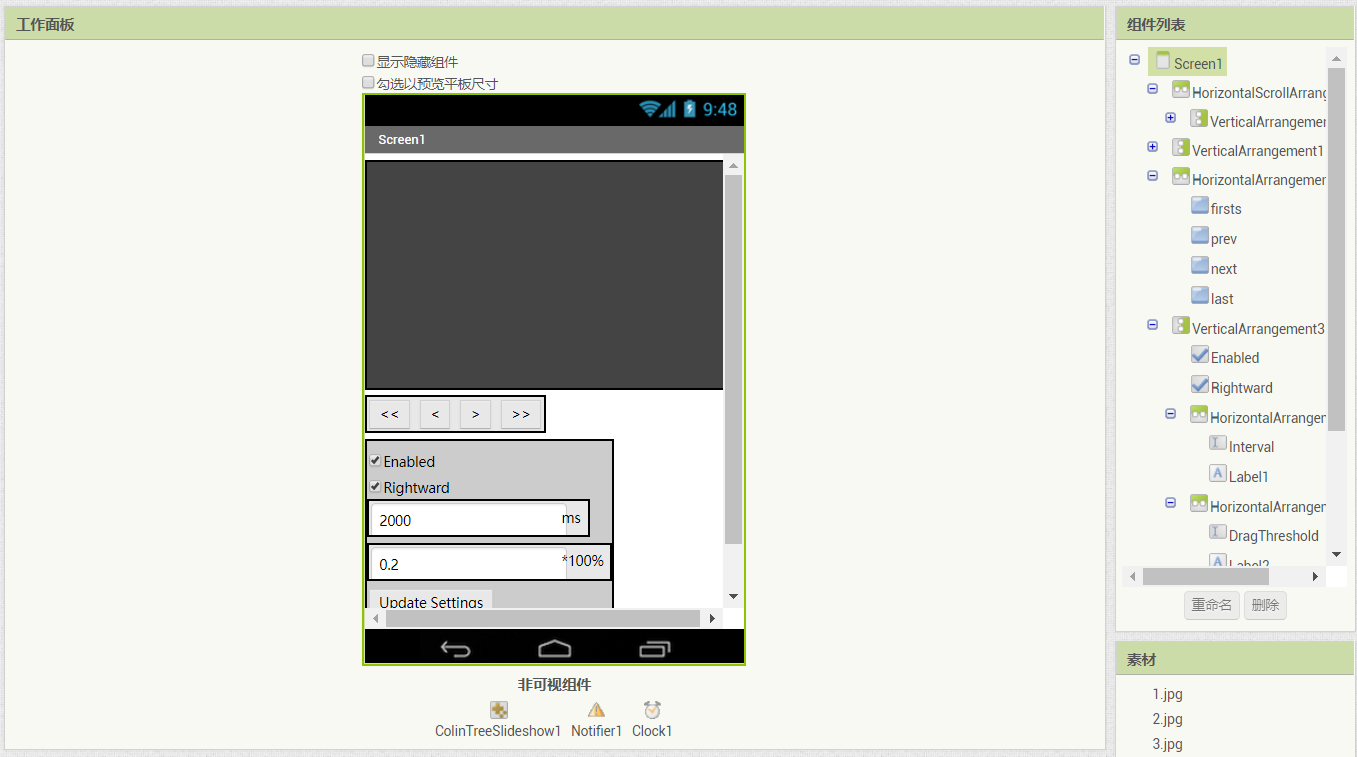 工作面板
显示隐藏组件
勾选以预览平板尺寸
9:48
Screen1
<< < > >>
Enabled
Rightward
2000 ms
0.2 *100%
Update Settings
非可视组件
ColinTreeSlideshow1 Notifier1 Clock1
组件列表
Screen1
HorizontalScrollArrang
VerticalArrangemer
VerticalArrangement1
HorizontalArrangemer
firsts
prev
next
last
VerticalArrangement3
Enabled
Rightward
HorizontalArrangen
Interval
Label1
HorizontalArrangen
DragThreshold
Label2
重命名 删除
素材
1.jpg
2.jpg
3.jpg